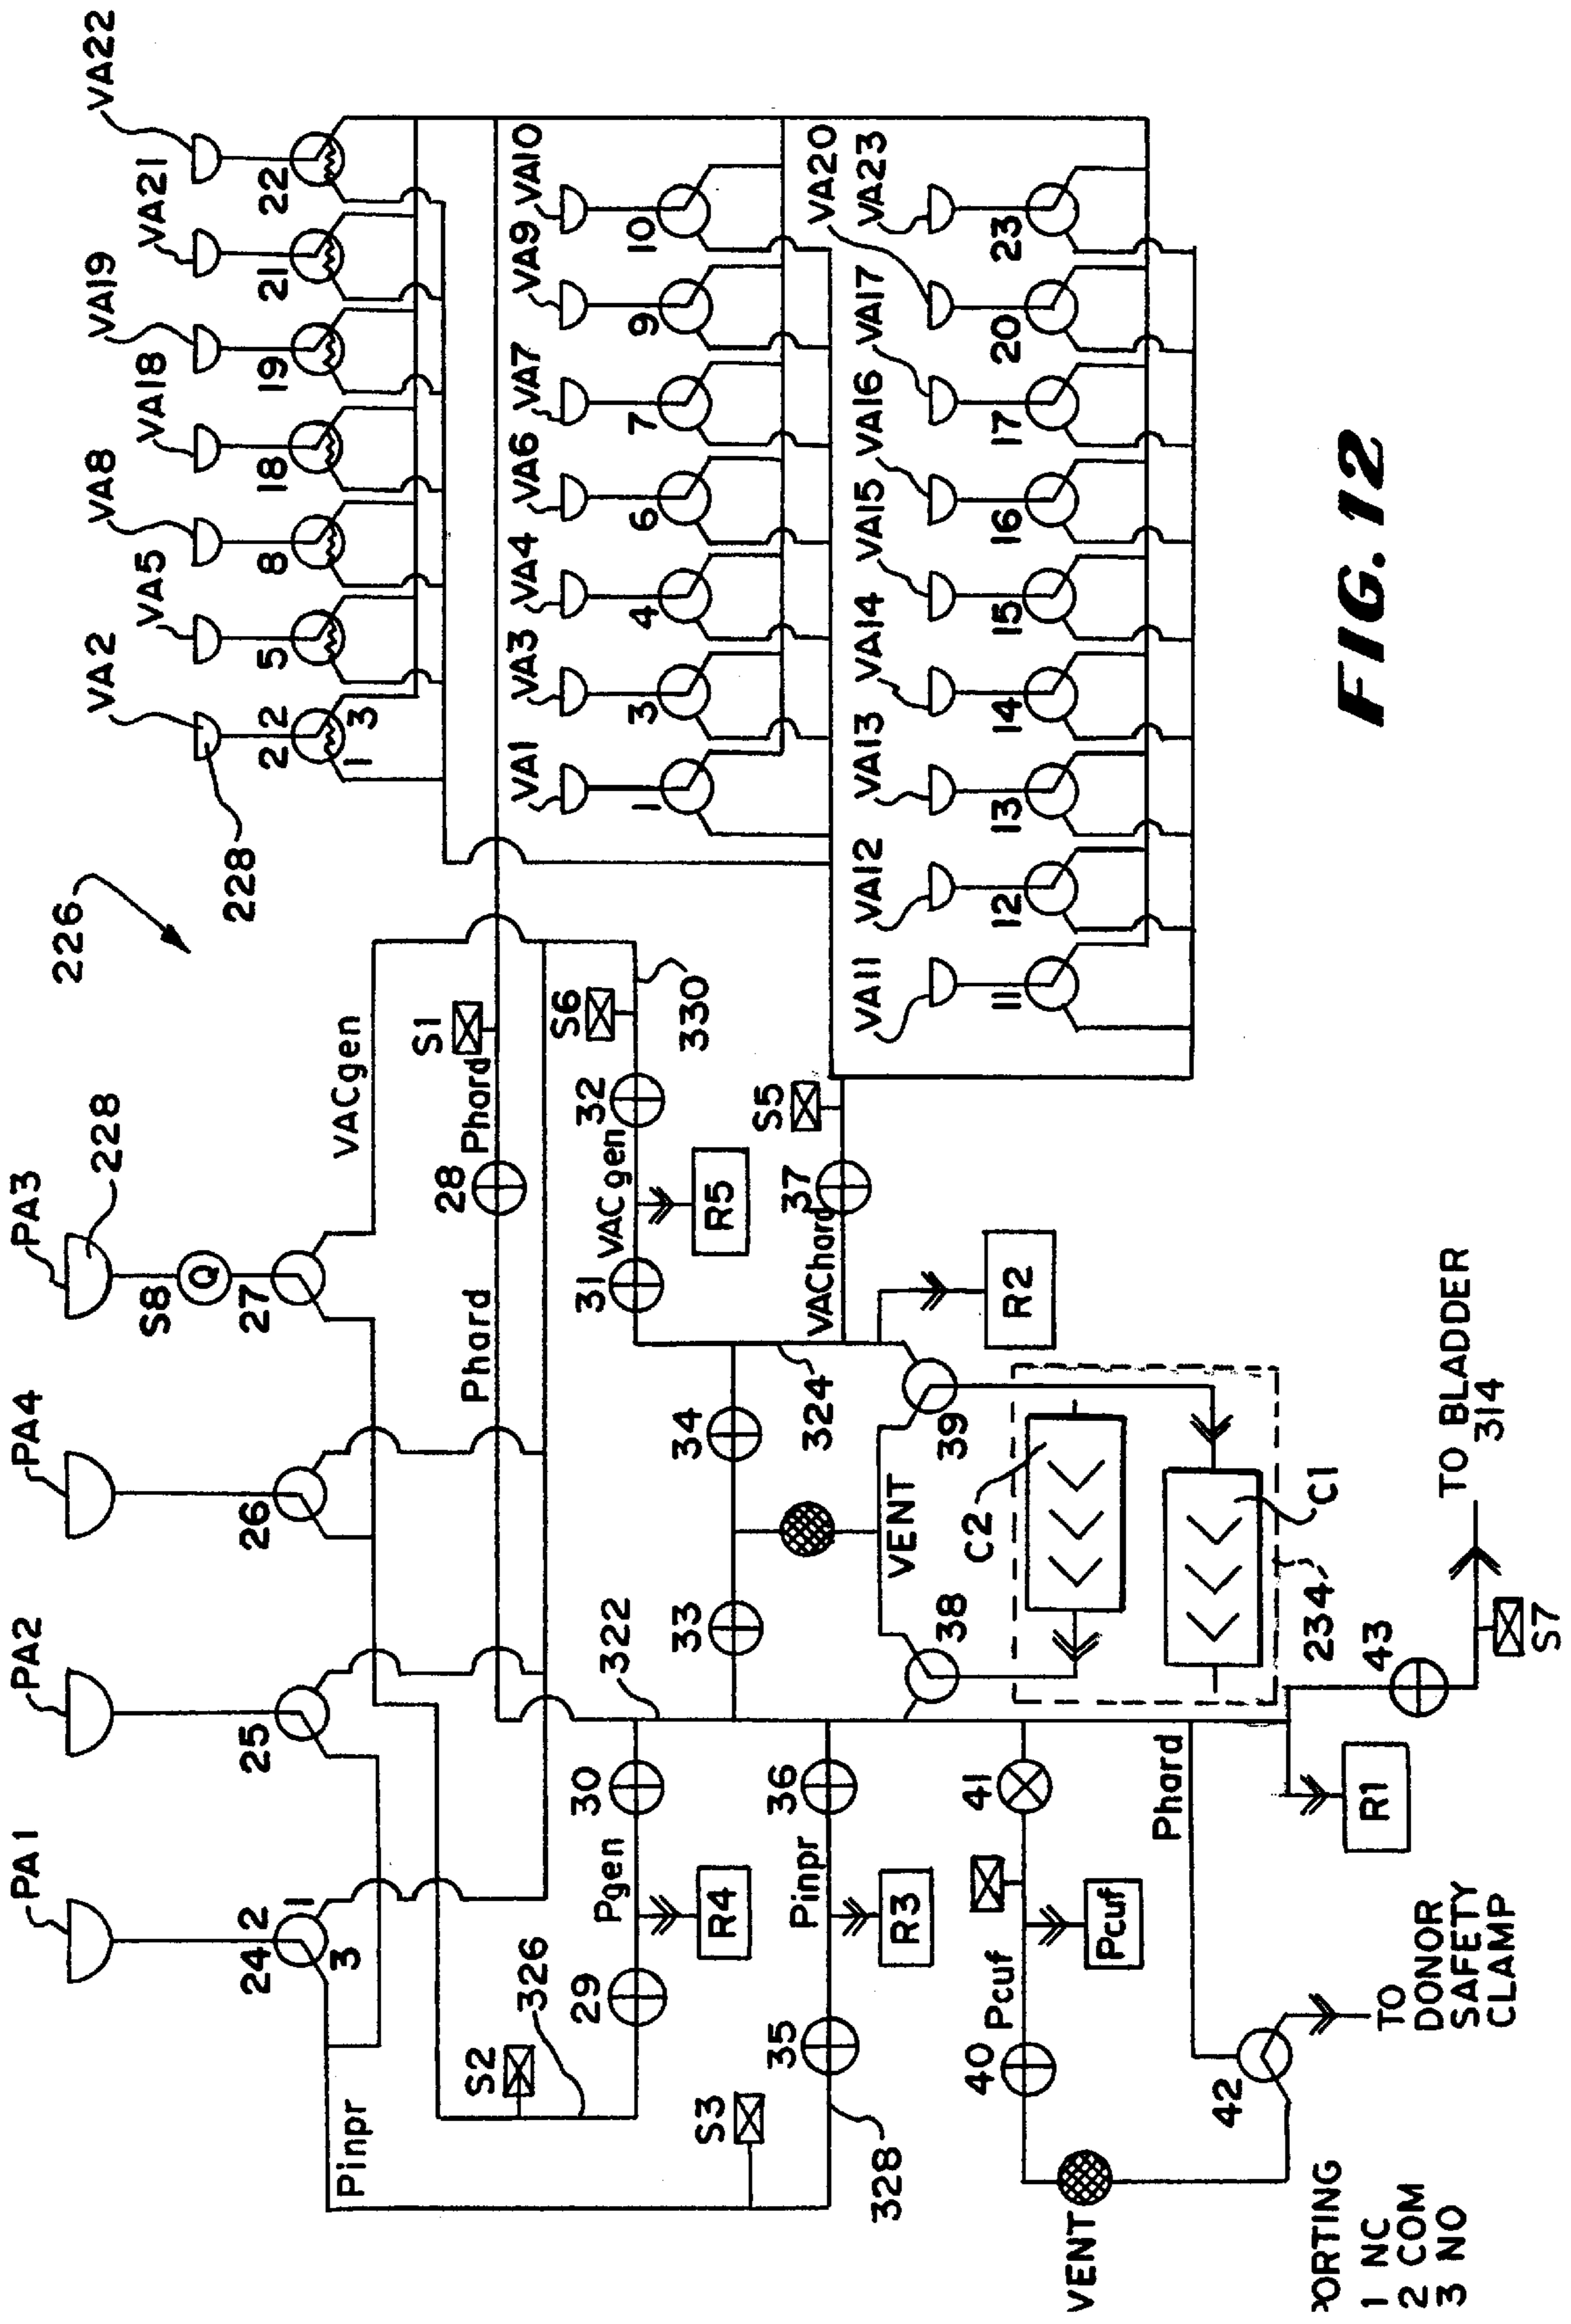 226
PA1
PA2
PA4
PA3
228
VA2
VA5
VA8
VA18
VA19
VA21
VA22
228
S8
Q
24
2
1
3
25
26
27
2
2
1
3
5
8
18
19
21
22
VACgen
Pinpr
Phard
28
Phard
S1
VA1
VA3
VA4
VA6
VA7
VA9
VA10
S2
326
29
Pgen
30
322
31
VACgen
32
S6
330
R4
R5
1
3
4
6
7
9
10
S3
33
34
35
Pinpr
36
324
VAChard
37
S5
328
R3
VENT
R2
VA11
VA12
VA13
VA14
VA15
VA16
VA17
VA20
VA23
38
39
11
12
13
14
15
16
17
20
23
40
Pcuf
41
C2
Pcuf
C1
VENT
Phard
234
42
R1
43
TO BLADDER
314
S7
TO
DONOR
SAFETY
CLAMP
PORTING
1 NC
2 COM
3 NO
FIG. 12